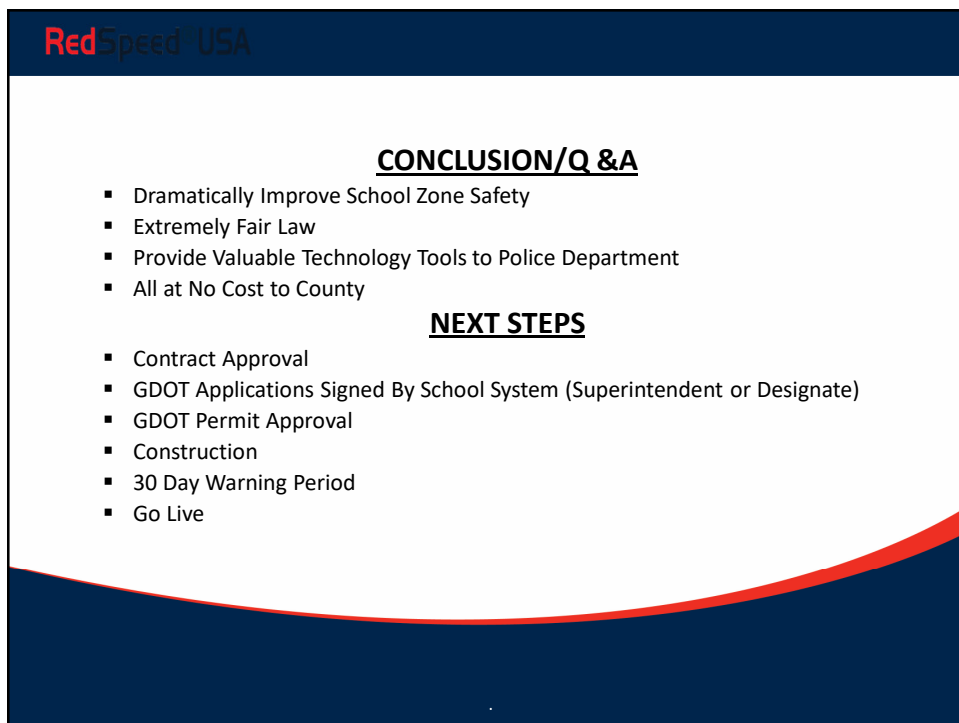 RedSpeed® USA
CONCLUSION/Q &A
▪ Dramatically Improve School Zone Safety
▪ Extremely Fair Law
▪ Provide Valuable Technology Tools to Police Department
▪ All at No Cost to County
NEXT STEPS
▪ Contract Approval
▪ GDOT Applications Signed By School System (Superintendent or Designate)
▪ GDOT Permit Approval
▪ Construction
▪ 30 Day Warning Period
▪ Go Live
.